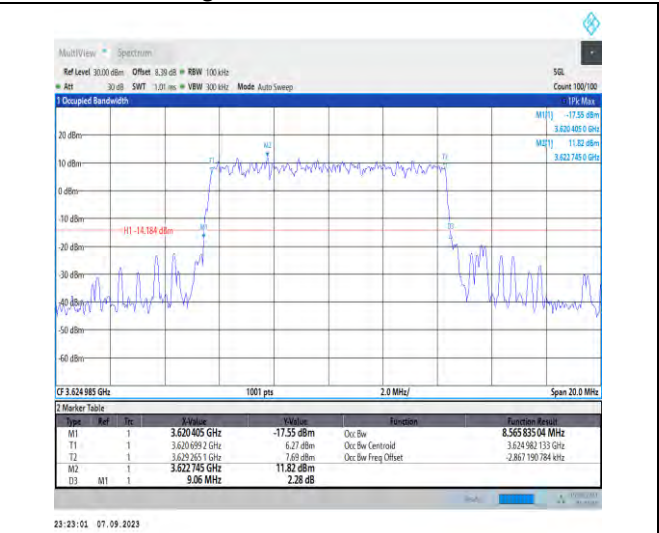 MultiView Spectrum
Ref Level 30.00 dBm Offset 8.39 dB RBW 100 kHz SGL
Att 30 dB SWT 1.01 ms VBW 300 kHz Mode Auto Sweep Count 100/100
1 Occupied Bandwidth 1Pk Max
M1[1] -17.55 dBm
3.620 405 0 GHz
M2[1] 11.82 dBm
3.622 745 0 GHz
20 dBm
M2
10 dBm T1 T2
0 dBm
-10 dBm
H1 -14.184 dBm M1 D3
-20 dBm
-30 dBm
-40 dBm
-50 dBm
-60 dBm
CF 3.624 985 GHz 1001 pts 2.0 MHz/ Span 20.0 MHz
2 Marker Table
Type Ref Trc X-Value Y-Value Function Function Result
M1 1 3.620405 GHz -17.55 dBm Occ Bw 8.565 835 04 MHz
T1 1 3.620 699 2 GHz 6.27 dBm Occ Bw Centroid 3.624 982 133 GHz
T2 1 3.629 265 1 GHz 7.69 dBm Occ Bw Freq Offset -2.867 190 784 kHz
M2 1 3.622745 GHz 11.82 dBm
D3 M1 1 9.06 MHz 2.28 dB
23:23:01 07.09.2023